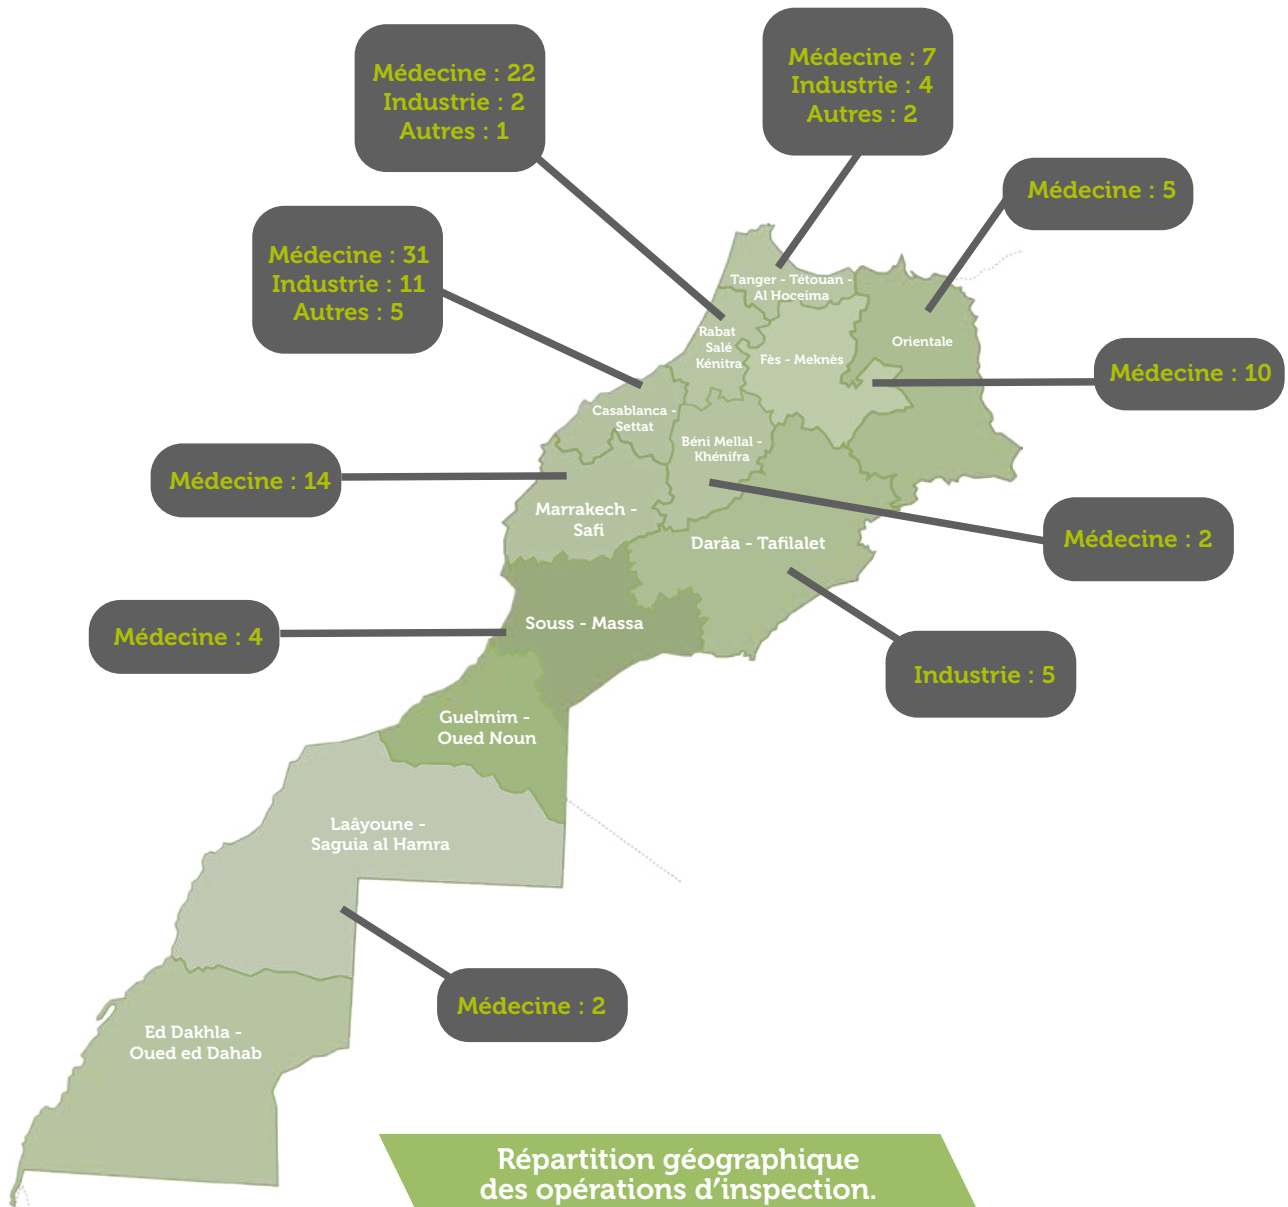 Médecine : 22
Industrie : 2
Autres : 1
Médecine : 7
Industrie : 4
Autres : 2
Médecine : 5
Médecine : 31
Industrie : 11
Autres : 5
Tanger - Tétouan -
Al Hoceima
Rabat
Salé
Kénitra
Fès - Meknès
Orientale
Médecine : 10
Casablanca -
Settat
Béni Mellal -
Khénifra
Médecine : 14
Marrakech -
Safi
Darâa - Tafilalet
Médecine : 2
Médecine : 4
Souss - Massa
Industrie : 5
Guelmim -
Oued Noun
Laâyoune -
Saguia al Hamra
Médecine : 2
Ed Dakhla -
Oued ed Dahab
Répartition géographique
des opérations d’inspection.